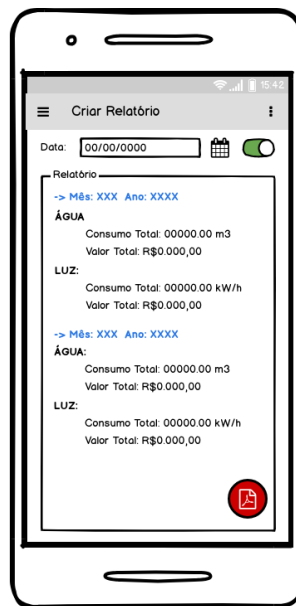 15:42
Criar Relatório
Data: 00/00/0000
Relatório
-> Mês: XXX Ano: XXXX
ÁGUA
Consumo Total: 00000.00 m3
Valor Total: R$0.000,00
LUZ:
Consumo Total: 00000.00 kW/h
Valor Total: R$0.000,00
-> Mês: XXX Ano: XXXX
ÁGUA:
Consumo Total: 00000.00 m3
Valor Total: R$0.000,00
LUZ:
Consumo Total: 00000.00 kW/h
Valor Total: R$0.000,00